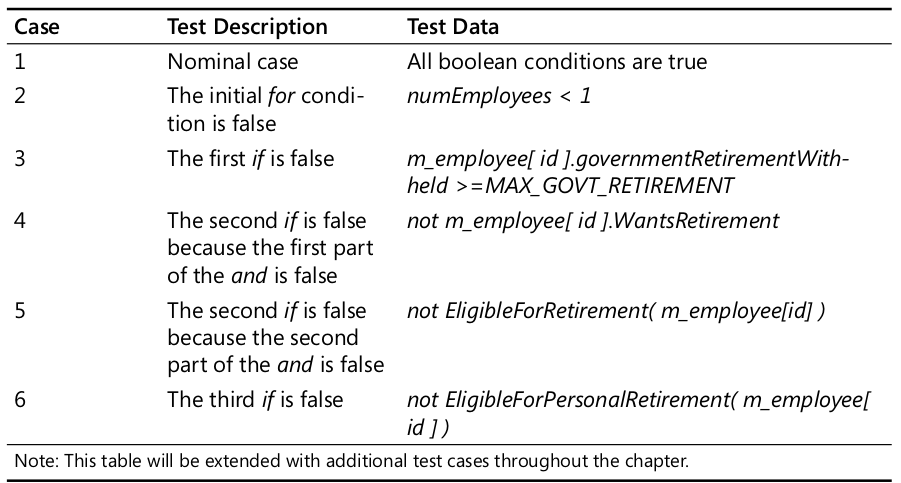 Case Test Description Test Data
1 Nominal case All boolean conditions are true
2 The initial for condi- numEmployees < 1
tion is false
3 The first if is false m_employee[ id ].governmentRetirementWith-
held >=MAX_GOVT_RETIREMENT
4 The second if is false not m_employee[ id ].WantsRetirement
because the first part
of the and is false
5 The second if is false not EligibleForRetirement( m_employee[id] )
because the second
part of the and is false
6 The third if is false not EligibleForPersonalRetirement( m_employee[
id ] )
Note: This table will be extended with additional test cases throughout the chapter.